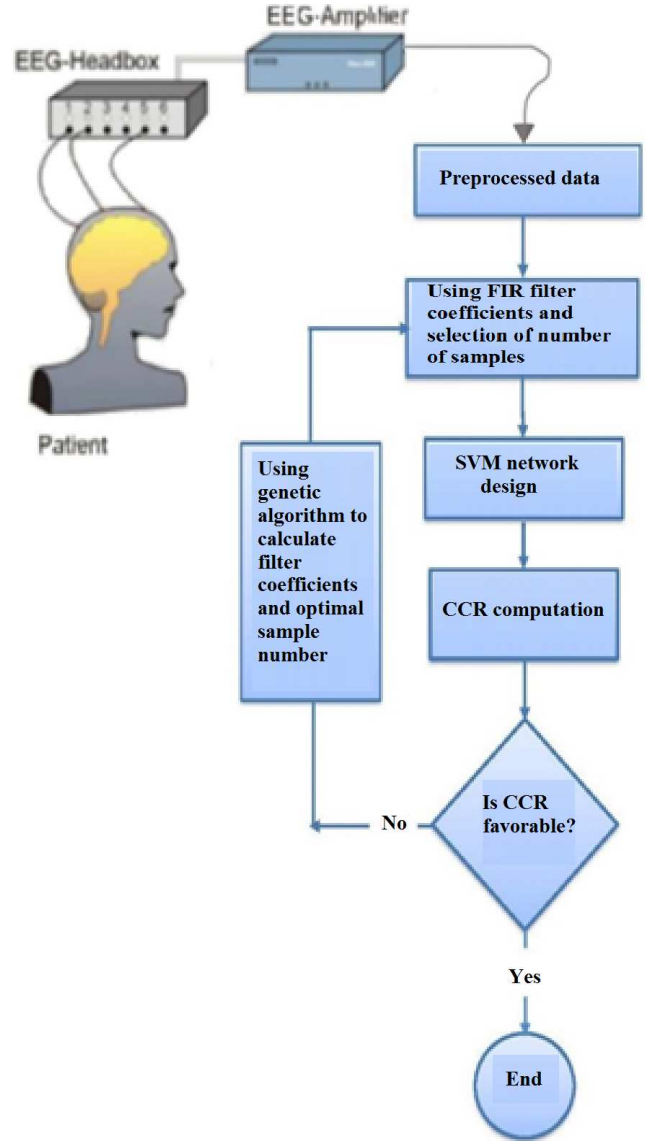 EEG-Amplifier
EEG-Headbox
1 2 3 4 5 6
Patient
Preprocessed data
Using FIR filter
coefficients and
selection of number
of samples
SVM network
design
CCR computation
Is CCR
favorable?
No
Using
genetic
algorithm to
calculate
filter
coefficients
and optimal
sample
number
Yes
End